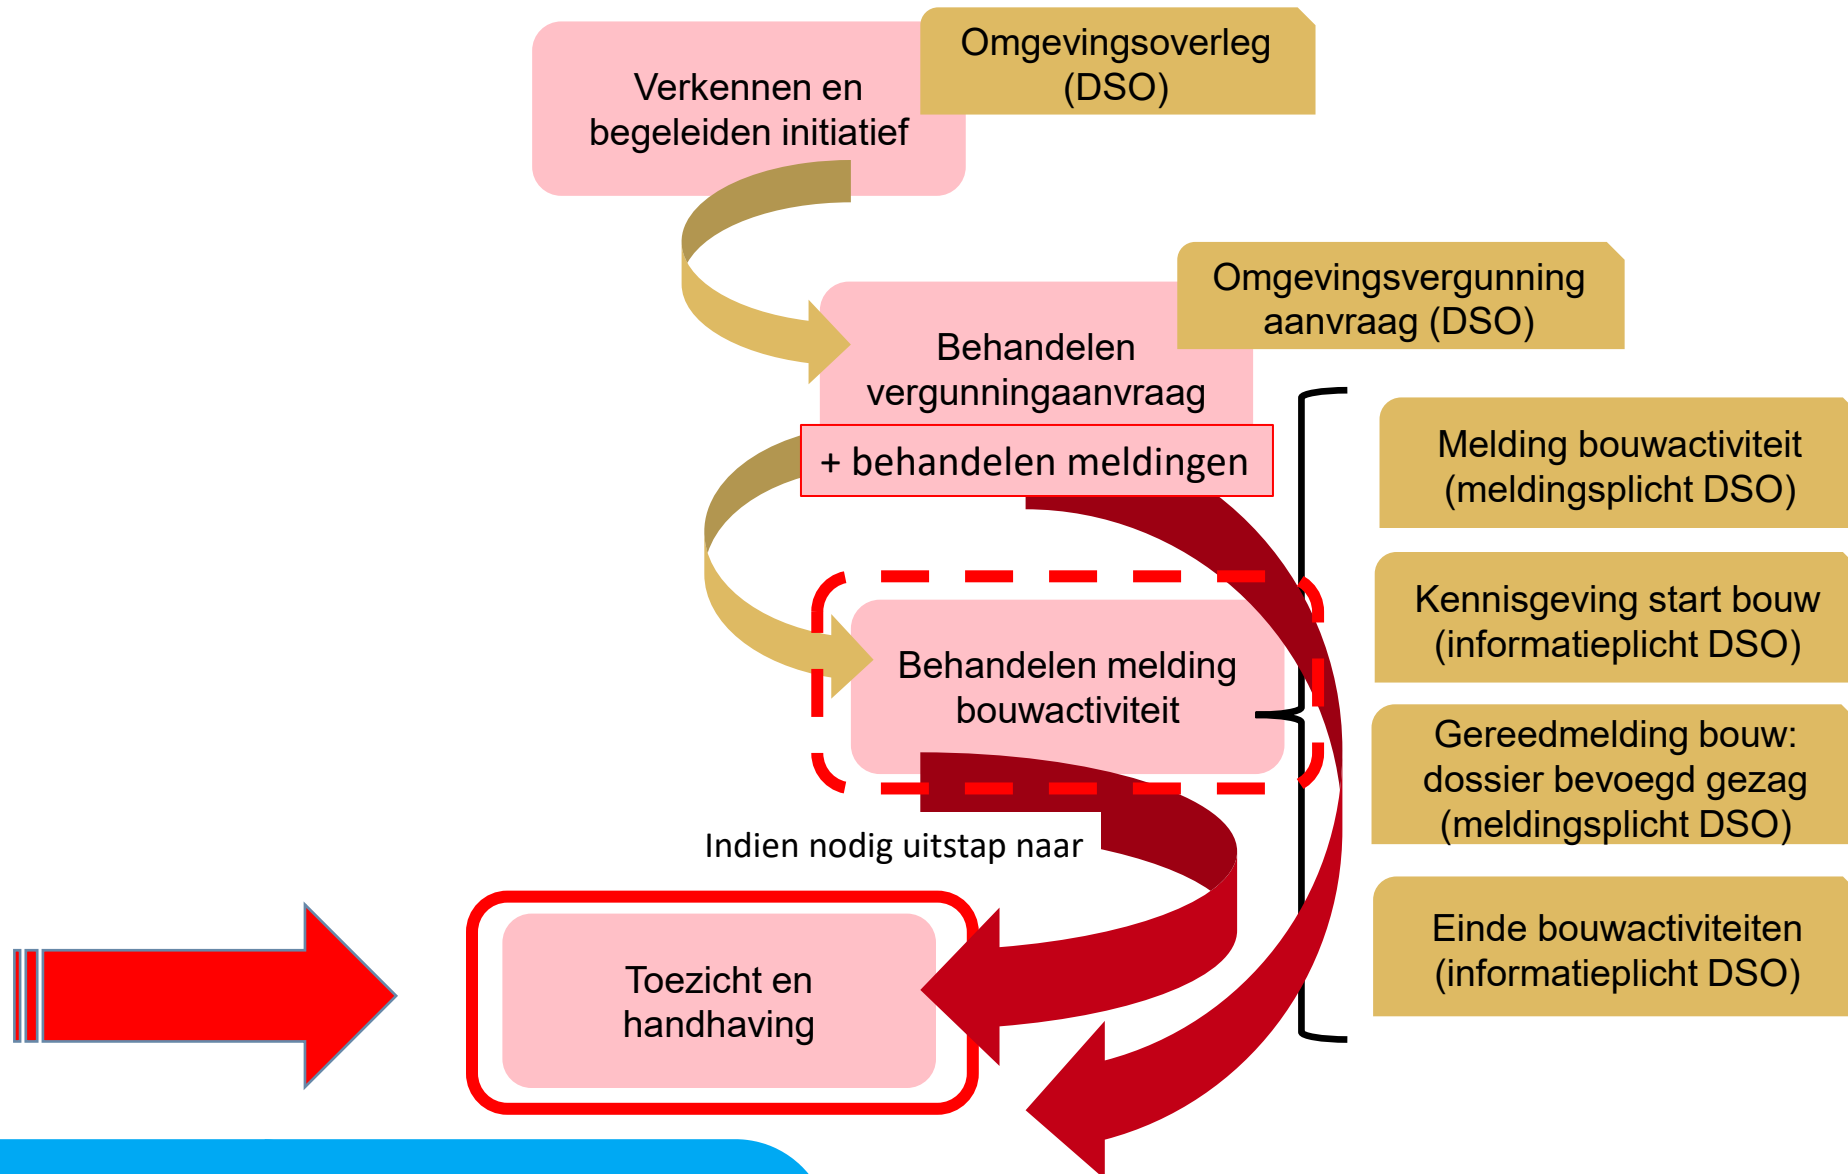 Omgevingsoverleg
(DSO)
Verkennen en
begeleiden initiatief
Omgevingsvergunning
aanvraag (DSO)
Behandelen
vergunningaanvraag
+ behandelen meldingen
Melding bouwactiviteit
(meldingsplicht DSO)
Kennisgeving start bouw
(informatieplicht DSO)
Behandelen melding
bouwactiviteit
Gereedmelding bouw:
dossier bevoegd gezag
(meldingsplicht DSO)
Indien nodig uitstap naar
Einde bouwactiviteiten
(informatieplicht DSO)
Toezicht en
handhaving